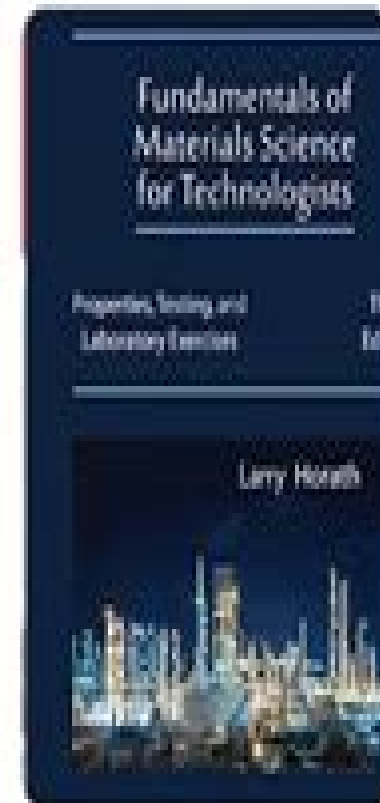 Fundamentals of
Materials Science
for Technologists
Properties, Testing, and
Laboratory Exercises
Larry Horath